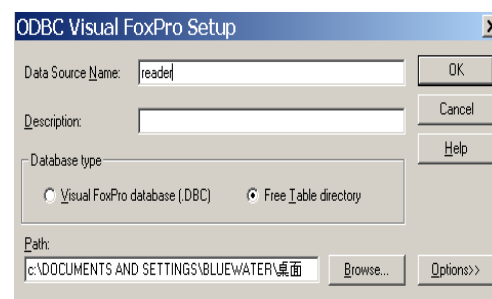 ODBC Visual FoxPro Setup
Data Source Name: reader OK
Description: Cancel
Help
Database type
Visual FoxPro database (.DBC) Free Table directory
Path:
c:\DOCUMENTS AND SETTINGS\BLUEWATER\桌面 Browse... Options>>